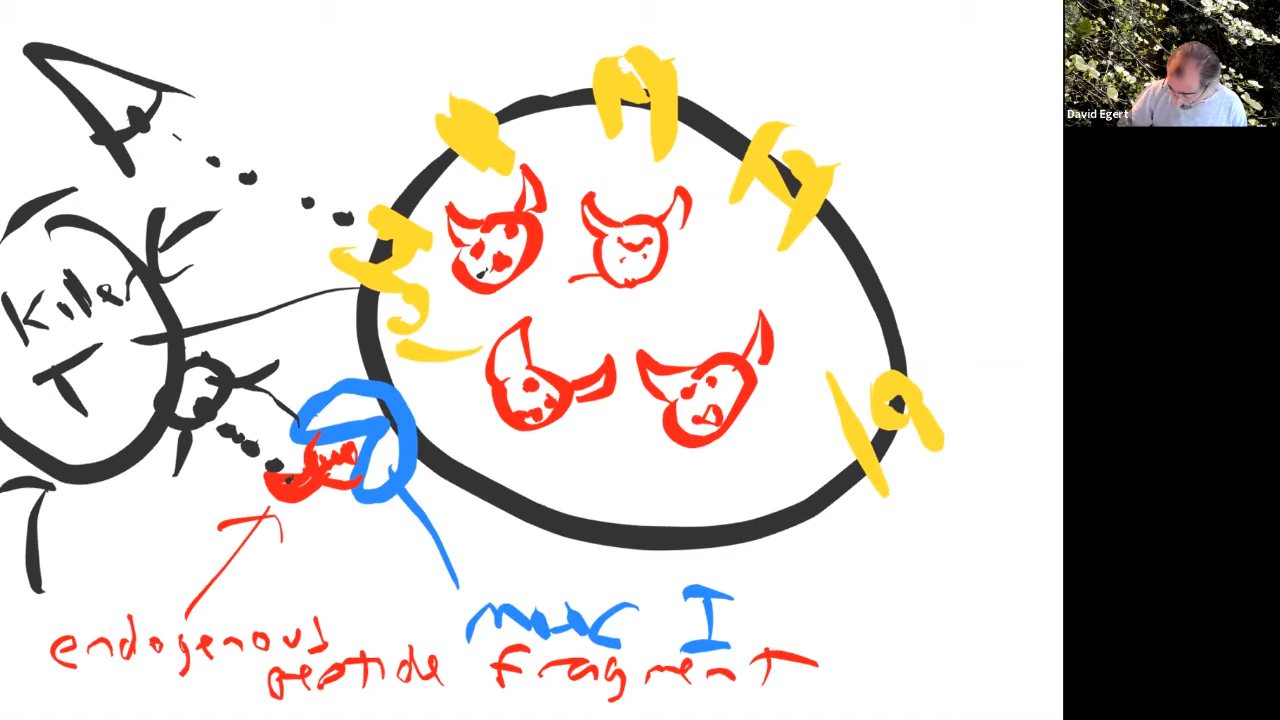 David Egert
Killer
T
MHC I
endogenous
peptide fragment